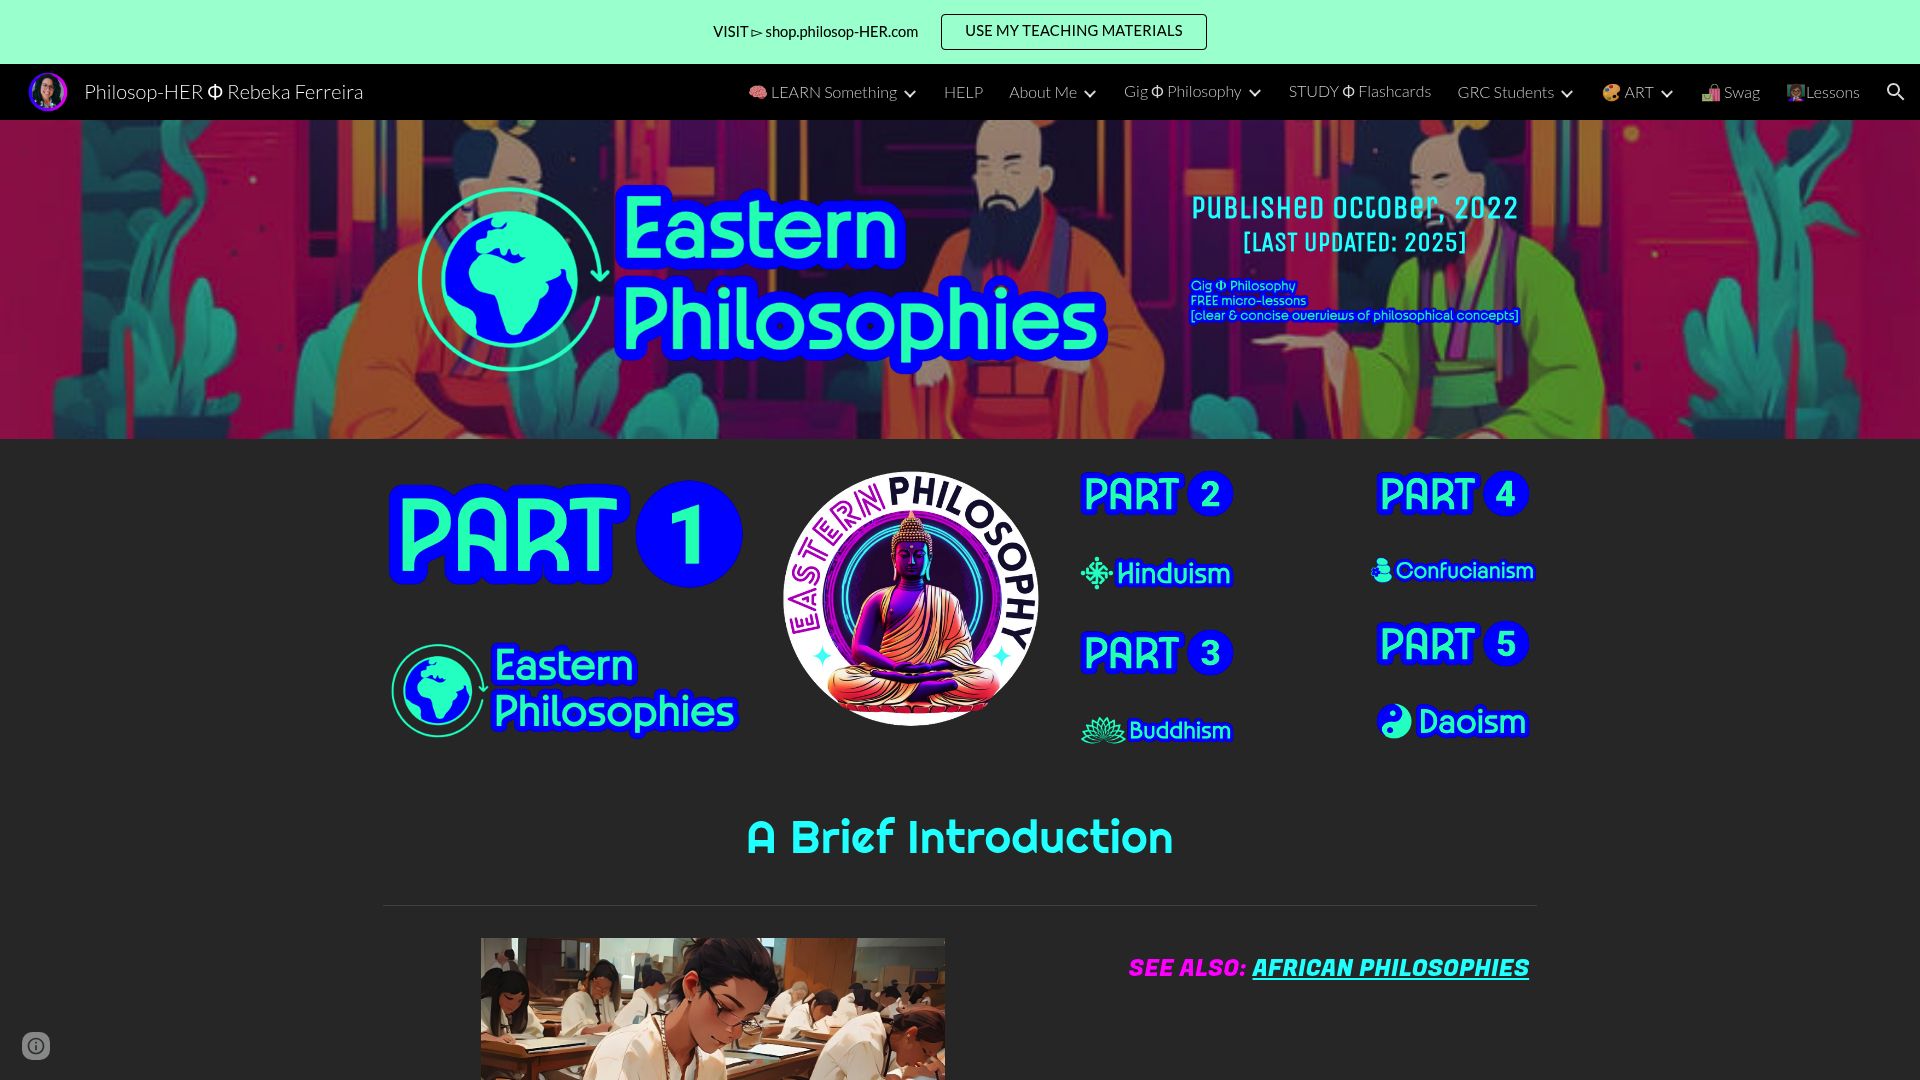 VISIT ▻ shop.philosop-HER.com
USE MY TEACHING MATERIALS
Philosop-HER Φ Rebeka Ferreira
🧠 LEARN Something
HELP
About Me
Gig Φ Philosophy
STUDY Φ Flashcards
GRC Students
🎨 ART
🛍️ Swag
👩🏽‍🏫Lessons
Eastern
Philosophies
PUBLISHED OCTOBER, 2022
[LAST UPDATED: 2025]
Gig Φ Philosophy
FREE micro-lessons
[clear & concise overviews of philosophical concepts]
PART 1
Eastern
Philosophies
EASTERN PHILOSOPHY
PART 2
Hinduism
PART 3
Buddhism
PART 4
Confucianism
PART 5
Daoism
A Brief Introduction
SEE ALSO: AFRICAN PHILOSOPHIES